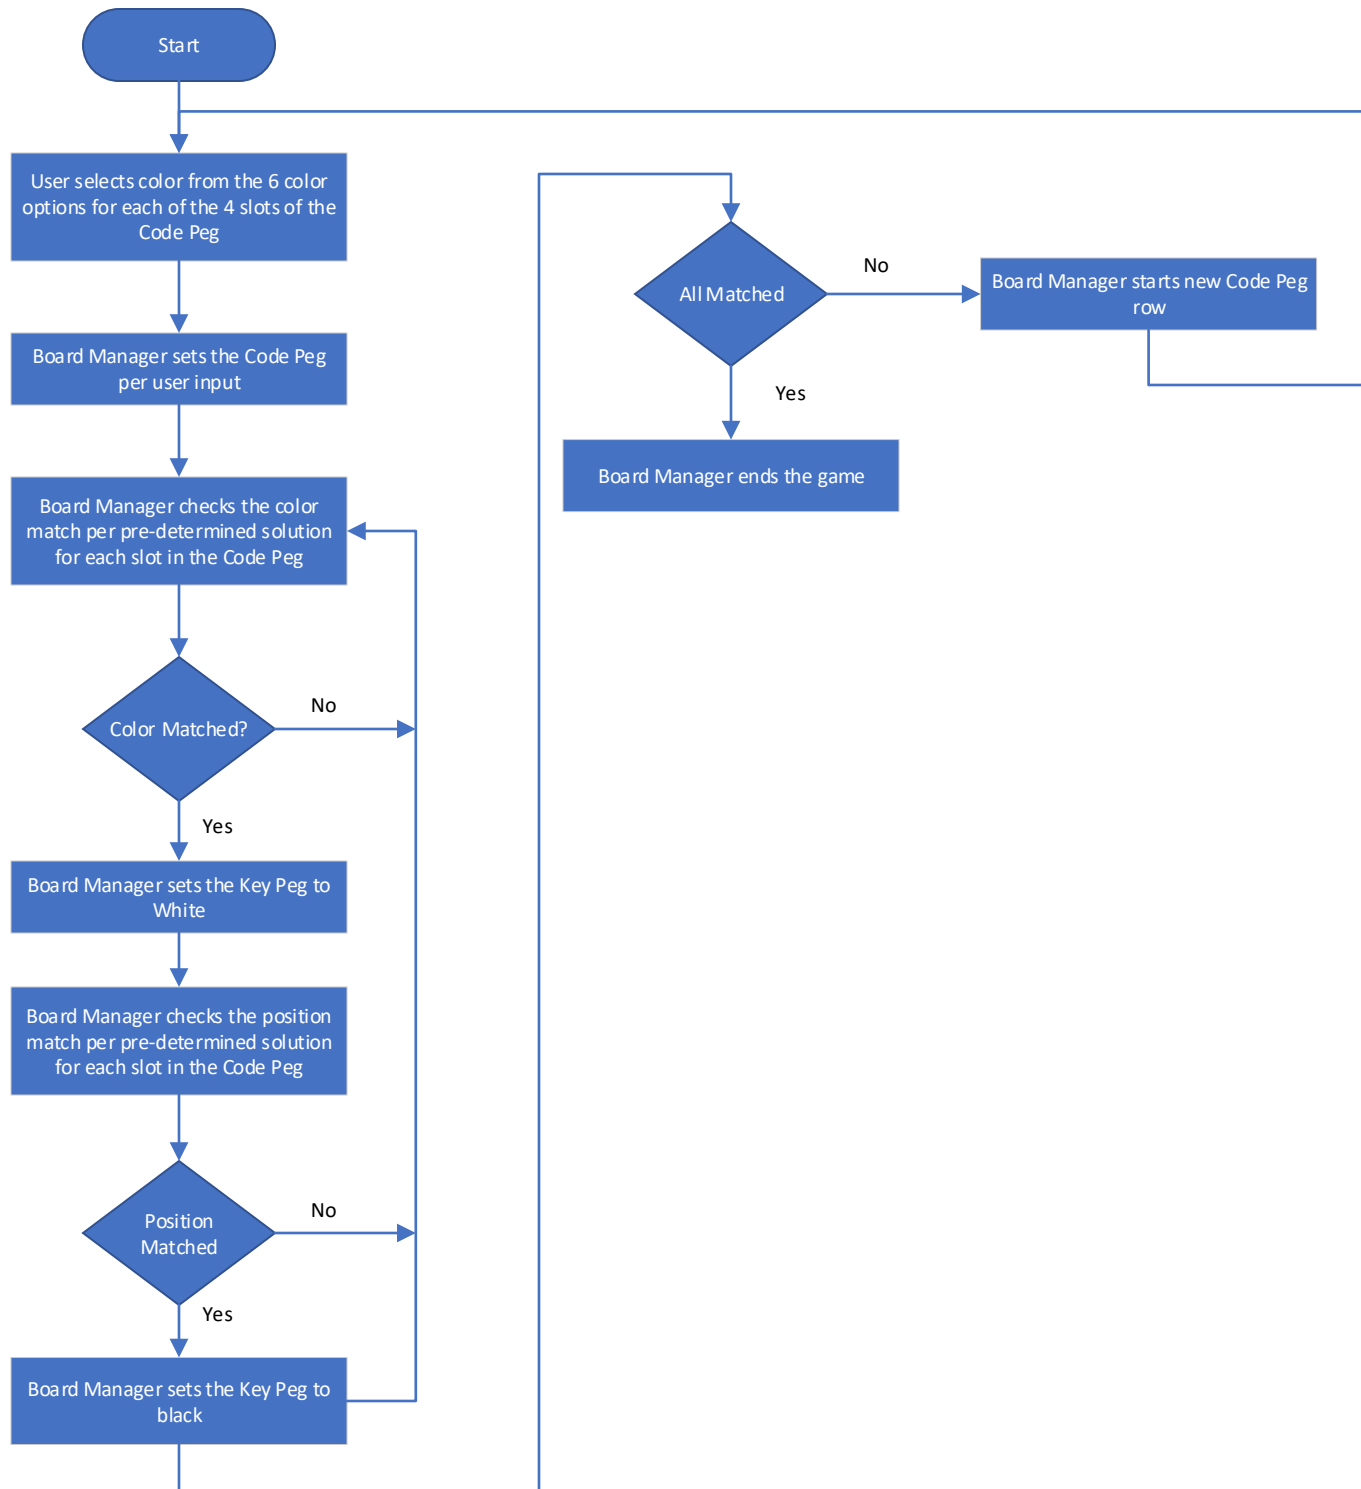 Start
User selects color from the 6 color
options for each of the 4 slots of the
Code Peg
Board Manager sets the Code Peg
per user input
Board Manager checks the color
match per pre-determined solution
for each slot in the Code Peg
Color Matched?
No
Yes
Board Manager sets the Key Peg to
White
Board Manager checks the position
match per pre-determined solution
for each slot in the Code Peg
Position
Matched
No
Yes
Board Manager sets the Key Peg to
black
All Matched
No
Board Manager starts new Code Peg
row
Yes
Board Manager ends the game